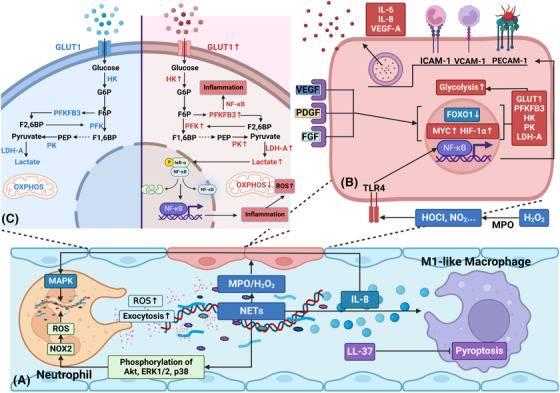 GLUT1
GLUT1↑
Glucose
HK
G6P
F6P
PFKFB3
F2,6BP
PFK
F1,6BP
PEP
PK
Pyruvate
LDH-A
Lactate
OXPHOS
(C)
Glucose
HK↑
G6P
Inflammation
NF-κB
F6P
PFKFB3↑
F2,6BP
PFK↑
F1,6BP
PEP
PK↑
Pyruvate
LDH-A↑
Lactate↑
P
IκB-α
NF-κB
NF-κB
NF-κB
OXPHOS↓
ROS↑
Inflammation
IL-6
IL-8
VEGF-A
ICAM-1
VCAM-1
PECAM-1
Glycolysis↑
GLUT1
PFKFB3
HK
PK
LDH-A
VEGF
PDGF
FGF
FOXO1↓
MYC↑ HIF-1α↑
NF-κB
(B)
TLR4
HOCl, NO₂...
MPO
H₂O₂
MAPK
ROS
NOX2
Neutrophil
(A)
ROS↑
Exocytosis↑
MPO/H₂O₂
NETs
Phosphorylation of
Akt, ERK1/2, p38
IL-8
M1-like Macrophage
LL-37
Pyroptosis